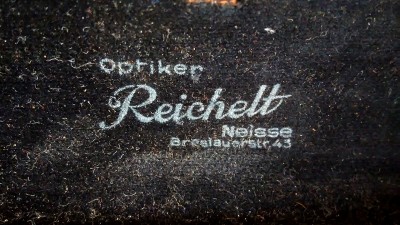 Optiker
Reichelt
Neisse
Breslauerstr. 43